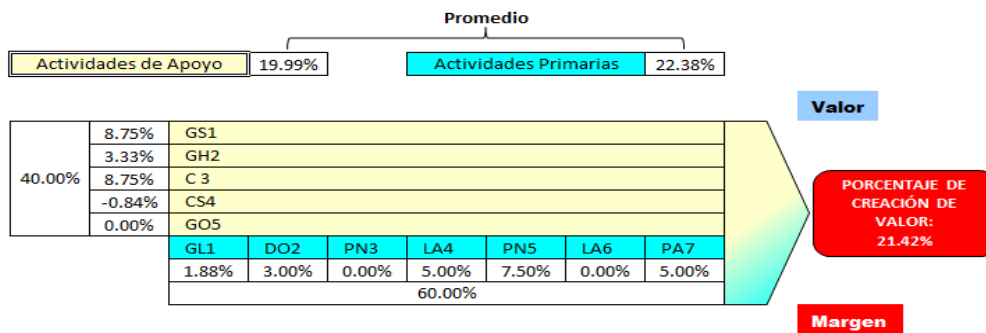 Promedio
Actividades de Apoyo 19.99% Actividades Primarias 22.38%
Valor
40.00%
8.75% GS1
3.33% GH2
8.75% C 3
-0.84% CS4
0.00% GO5
PORCENTAJE DE
CREACIÓN DE
VALOR:
21.42%
GL1 DO2 PN3 LA4 PN5 LA6 PA7
1.88% 3.00% 0.00% 5.00% 7.50% 0.00% 5.00%
60.00%
Margen